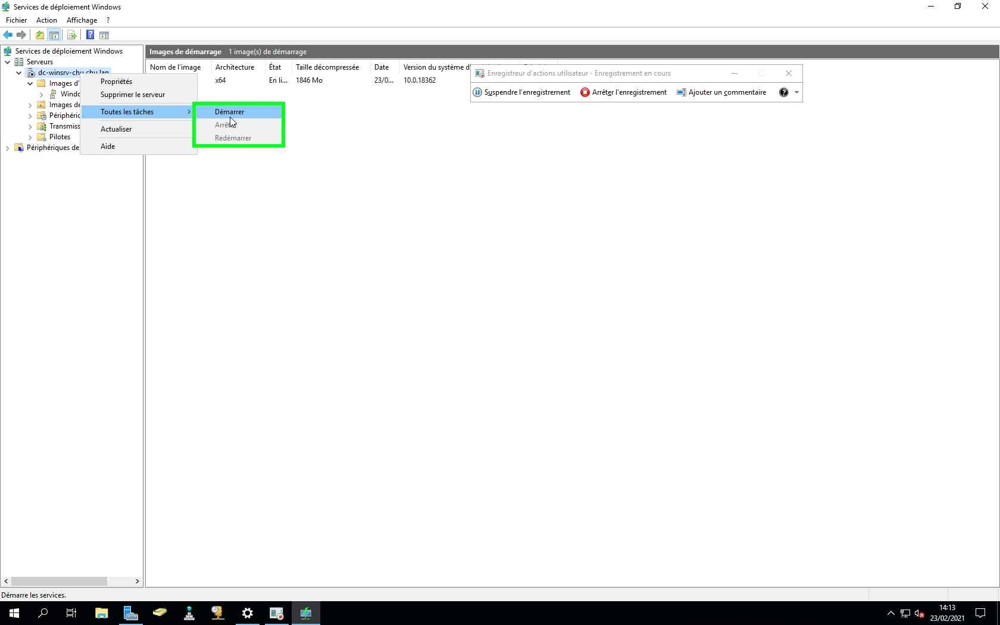 Services de déploiement Windows
Fichier Action Affichage ?
Services de déploiement Windows
Serveurs
dc-winsrv-chu.chu.lan
Images d'
Windo
Images de
Périphéric
Transmiss
Pilotes
Périphériques de
Propriétés
Supprimer le serveur
Toutes les tâches
Actualiser
Aide
Démarrer
Arrê
Redémarrer
Images de démarrage 1 image(s) de démarrage
Nom de l'image Architecture État Taille décompressée Date Version du système d
x64 En li... 1846 Mo 23/0... 10.0.18362
Enregistreur d'actions utilisateur - Enregistrement en cours
Suspendre l'enregistrement Arrêter l'enregistrement Ajouter un commentaire
Démarre les services.
14:13
23/02/2021